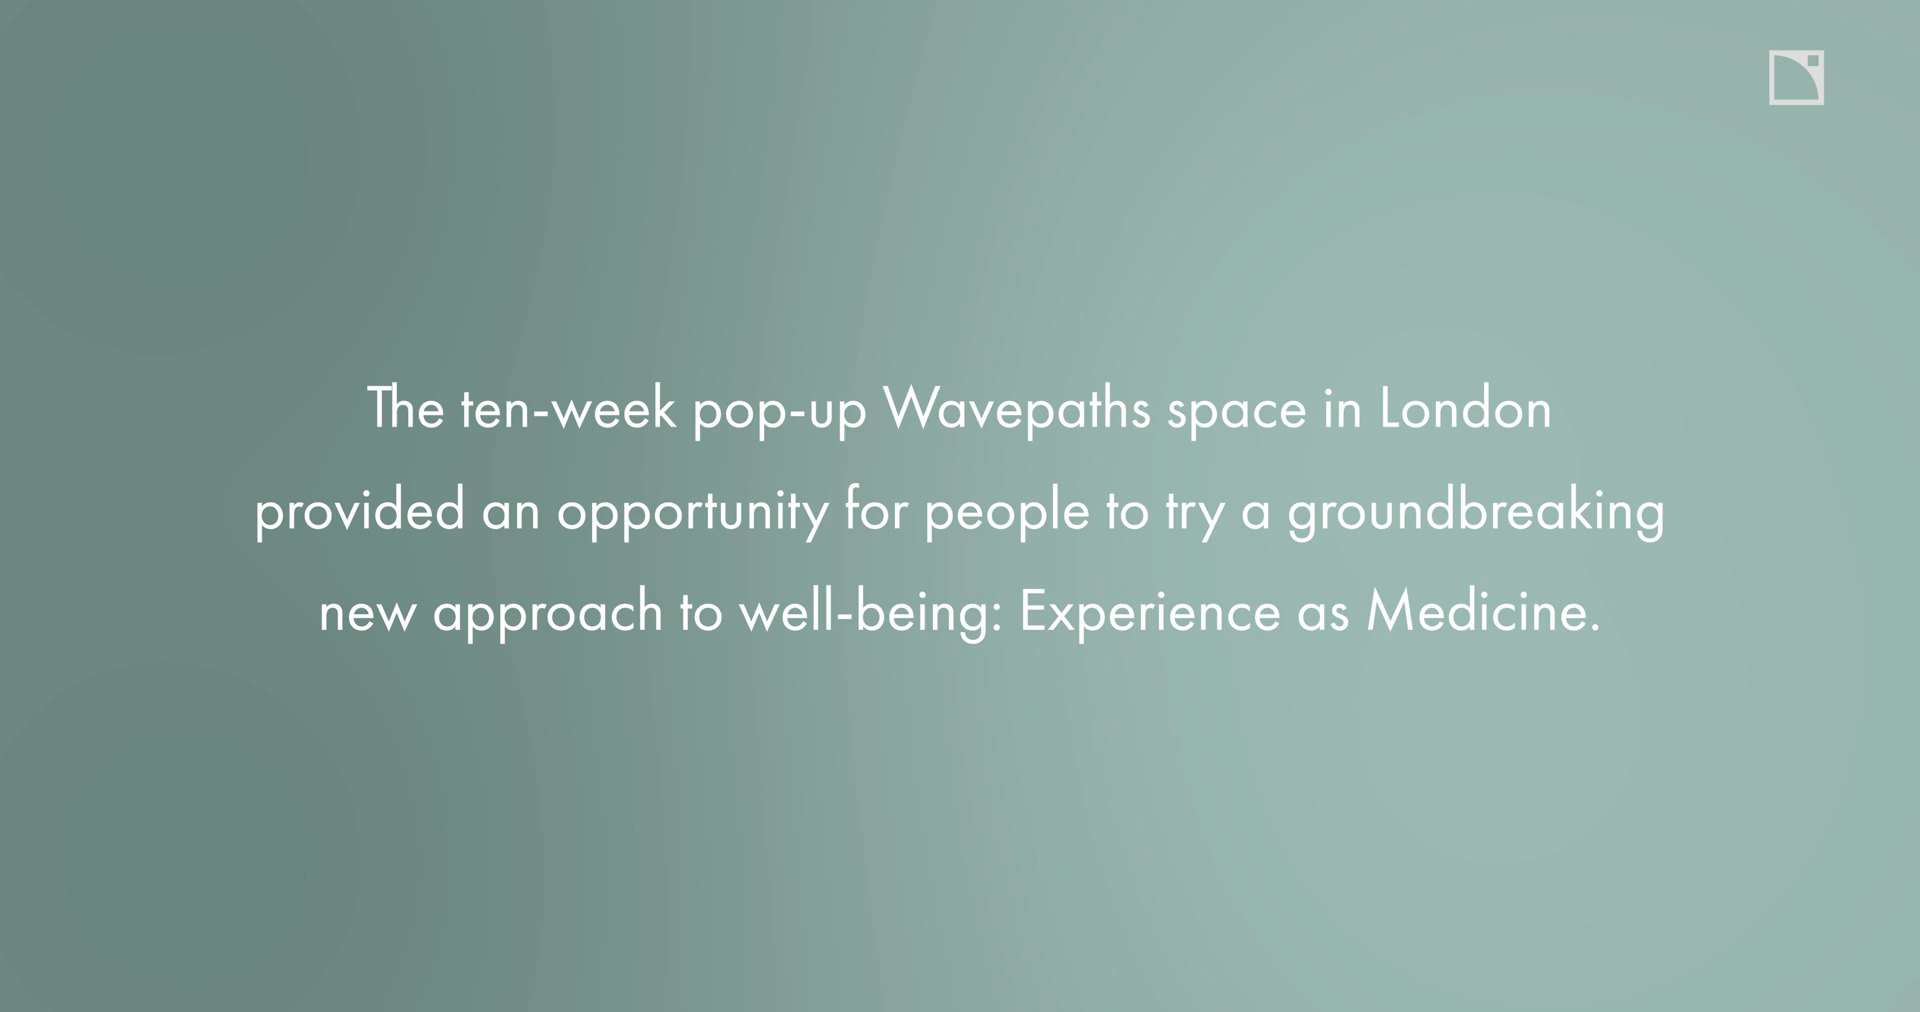 The ten-week pop-up Wavepaths space in London
provided an opportunity for people to try a groundbreaking
new approach to well-being: Experience as Medicine.